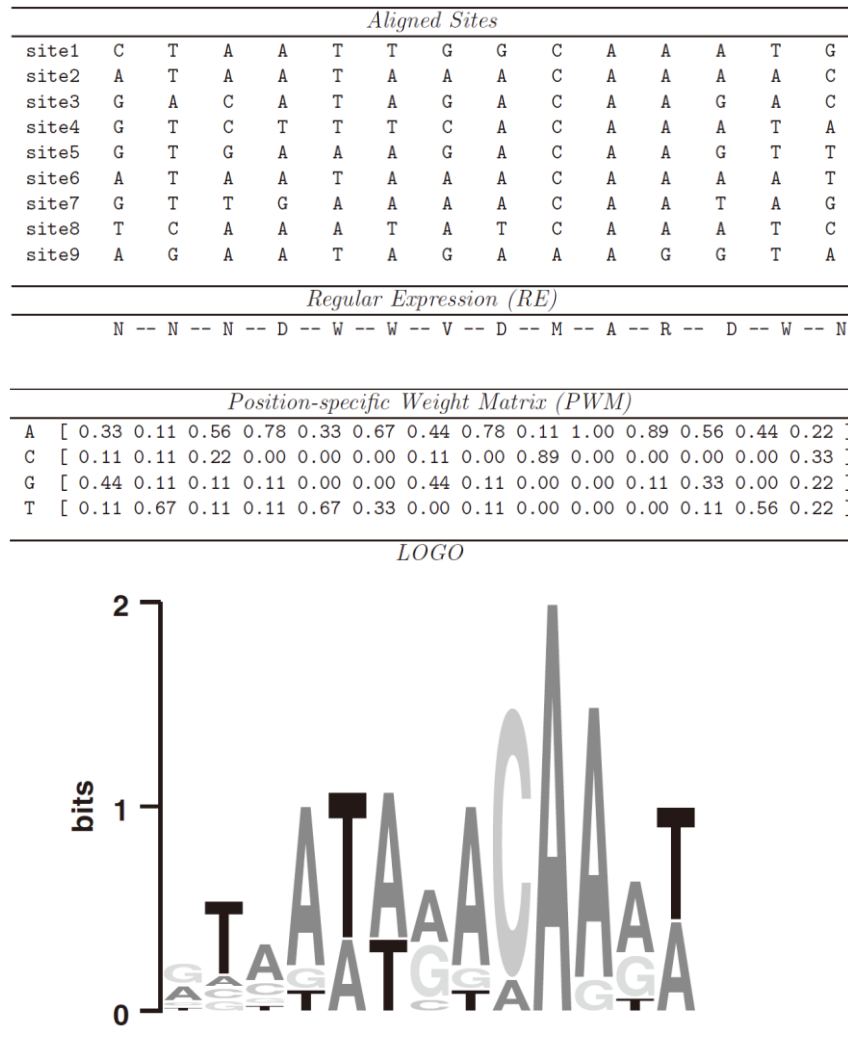 Aligned Sites
site1 C T A A T T G G C A A A T G
site2 A T A A T A A A C A A A A C
site3 G A C A T A G A C A A G A C
site4 G T C T T T C A C A A A T A
site5 G T G A A A G A C A A G T T
site6 A T A A T A A A C A A A A T
site7 G T T G A A A A C A A T A G
site8 T C A A A T A T C A A A T C
site9 A G A A T A G A A A G G T A
Regular Expression (RE)
N -- N -- N -- D -- W -- W -- V -- D -- M -- A -- R -- D -- W -- N
Position-specific Weight Matrix (PWM)
A [ 0.33 0.11 0.56 0.78 0.33 0.67 0.44 0.78 0.11 1.00 0.89 0.56 0.44 0.22 ]
C [ 0.11 0.11 0.22 0.00 0.00 0.00 0.11 0.00 0.89 0.00 0.00 0.00 0.00 0.33 ]
G [ 0.44 0.11 0.11 0.11 0.00 0.00 0.44 0.11 0.00 0.00 0.11 0.33 0.00 0.22 ]
T [ 0.11 0.67 0.11 0.11 0.67 0.33 0.00 0.11 0.00 0.00 0.00 0.11 0.56 0.22 ]
LOGO
2
bits
1
0
G T A A T A A A C A A A T
A A C G A T G G A G G A
C C G T C T T
T G T